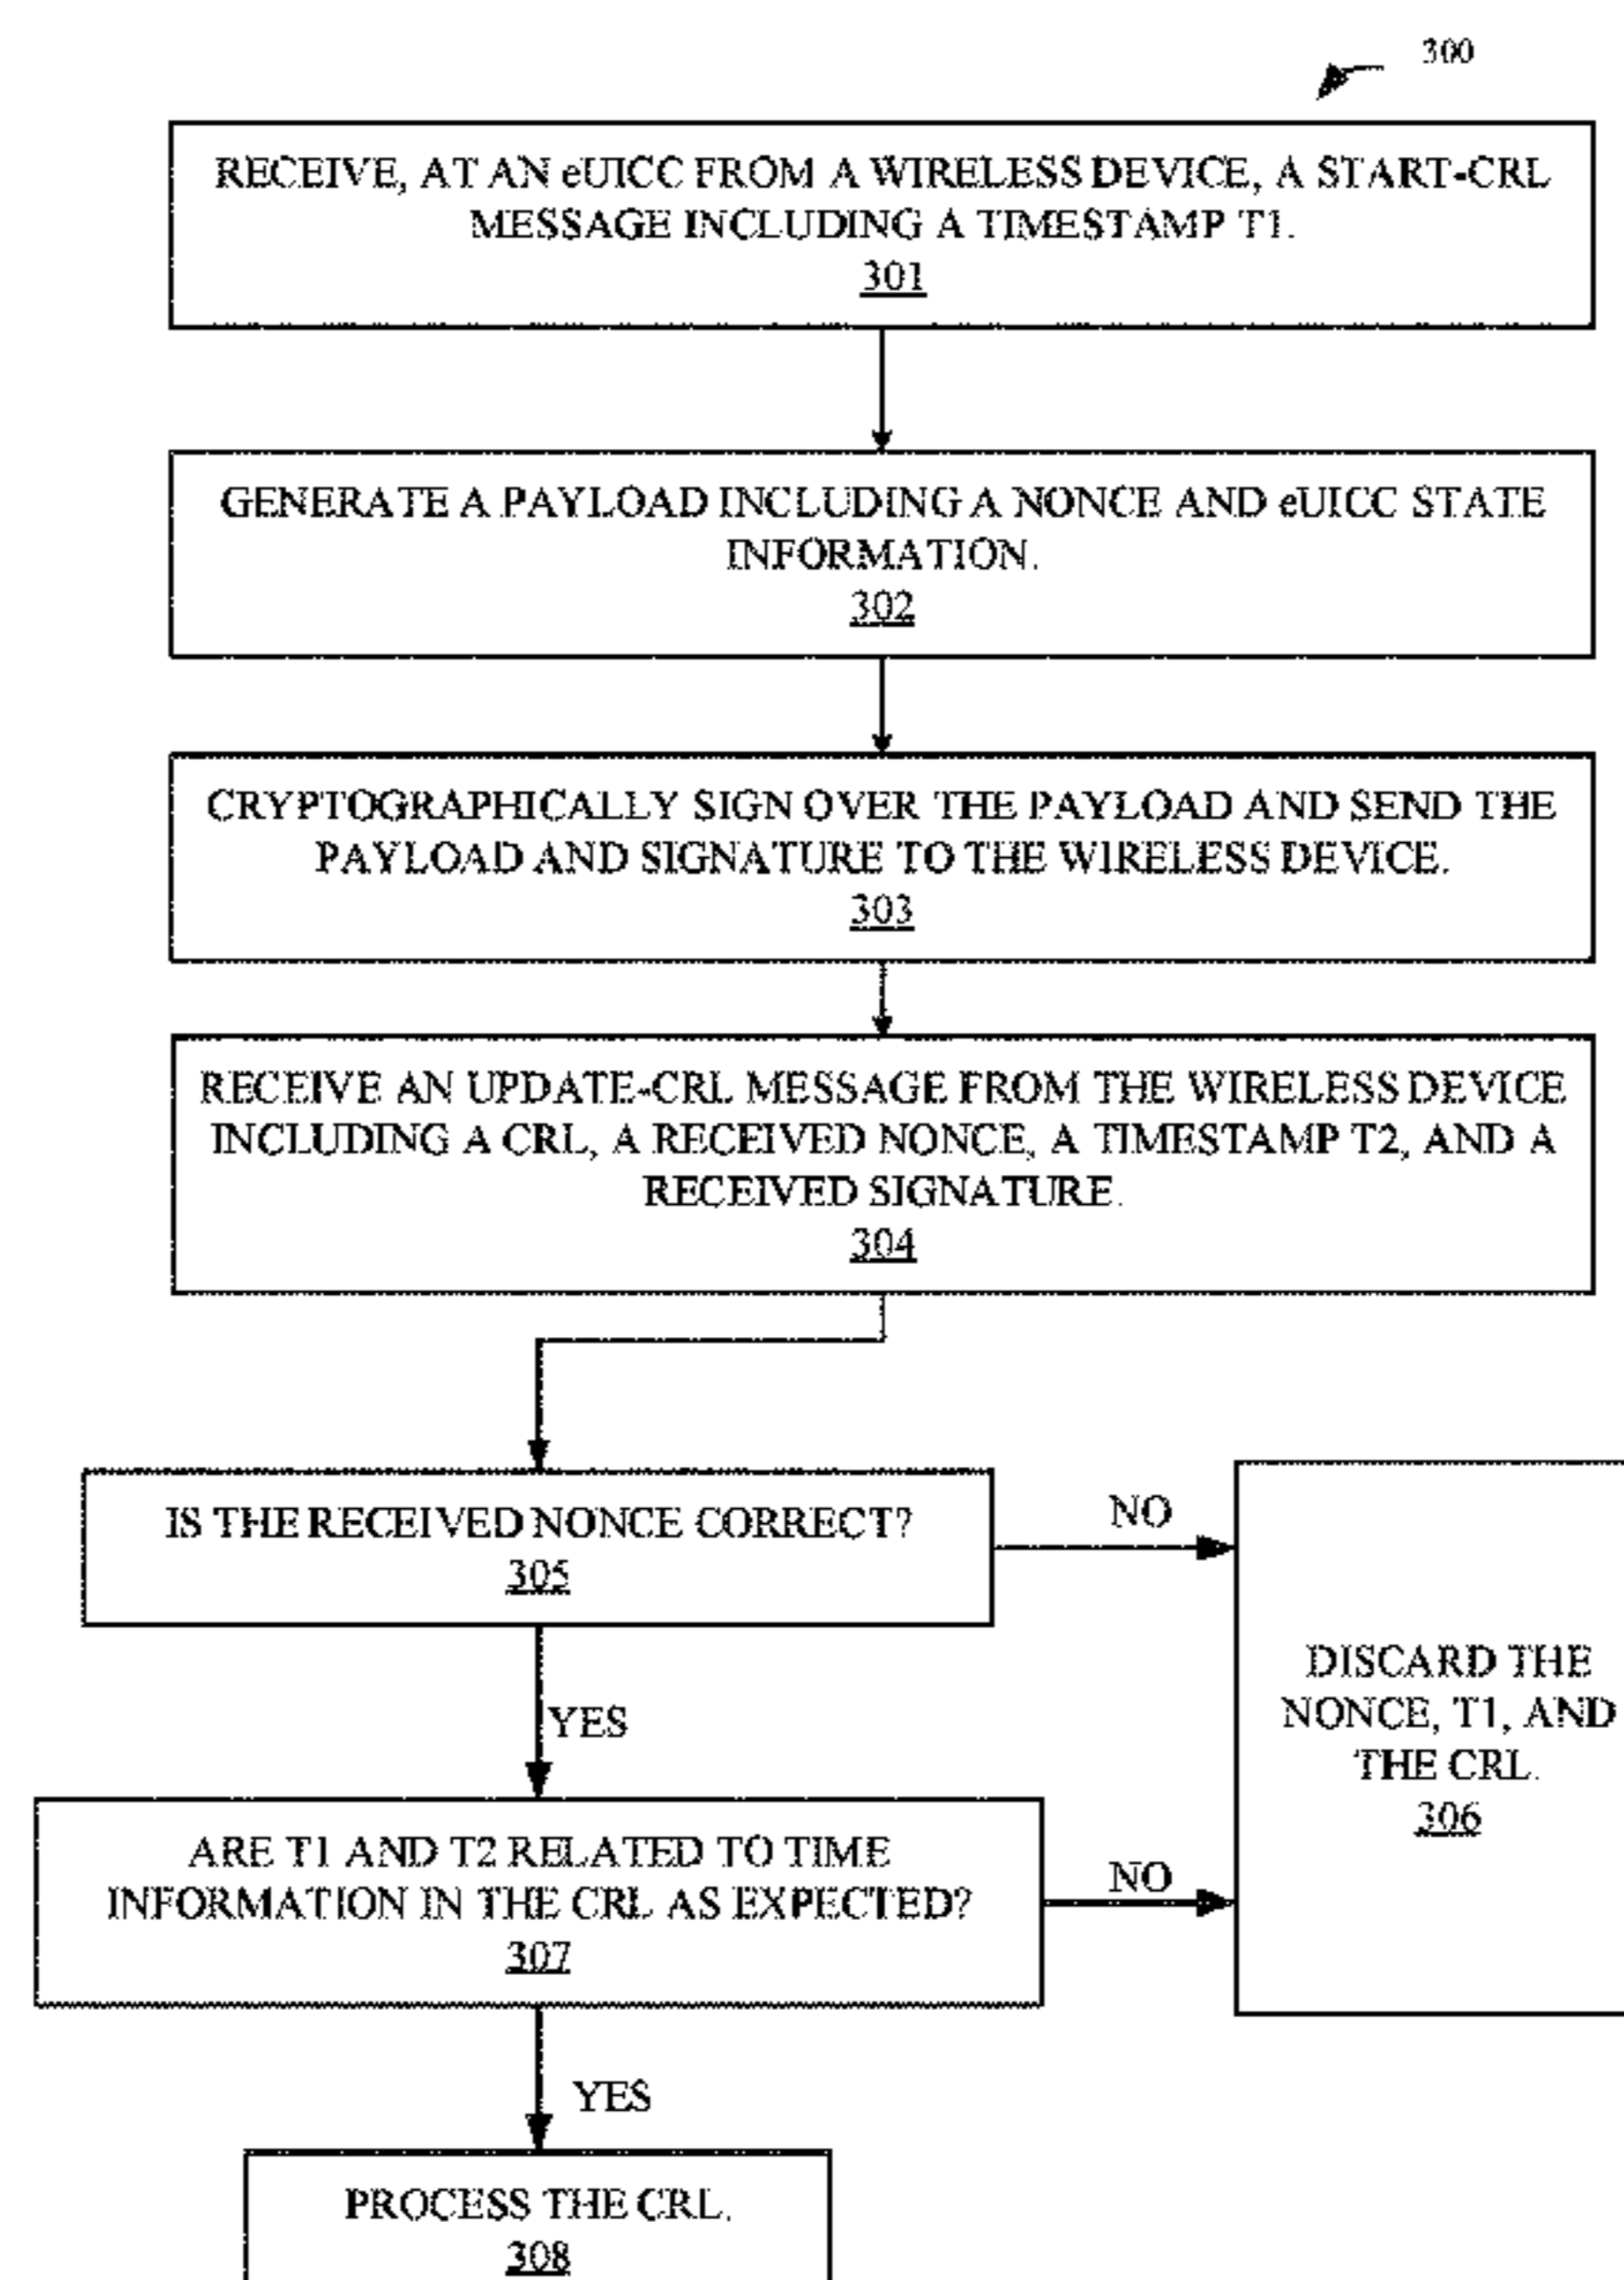 300
RECEIVE, AT AN eUICC FROM A WIRELESS DEVICE, A START-CRL
MESSAGE INCLUDING A TIMESTAMP T1.
301
GENERATE A PAYLOAD INCLUDING A NONCE AND eUICC STATE
INFORMATION.
302
CRYPTOGRAPHICALLY SIGN OVER THE PAYLOAD AND SEND THE
PAYLOAD AND SIGNATURE TO THE WIRELESS DEVICE.
303
RECEIVE AN UPDATE-CRL MESSAGE FROM THE WIRELESS DEVICE
INCLUDING A CRL, A RECEIVED NONCE, A TIMESTAMP T2, AND A
RECEIVED SIGNATURE.
304
IS THE RECEIVED NONCE CORRECT?
305
NO
DISCARD THE
NONCE, T1, AND
THE CRL.
306
YES
ARE T1 AND T2 RELATED TO TIME
INFORMATION IN THE CRL AS EXPECTED?
307
NO
YES
PROCESS THE CRL.
308